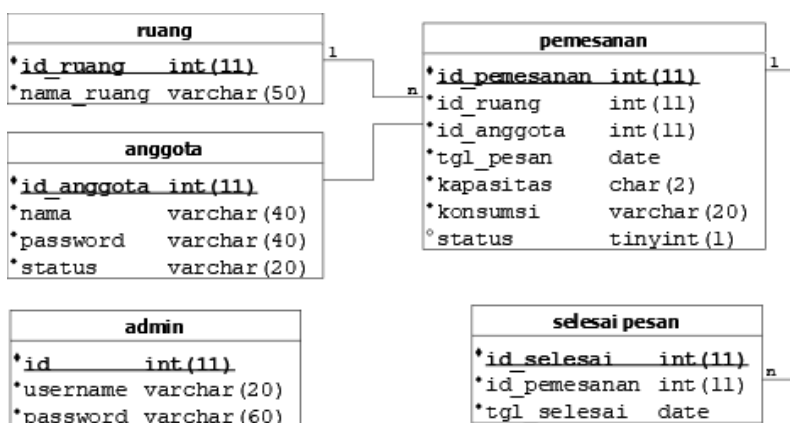 ruang
id_ruang int(11)
nama_ruang varchar(50)
1
n
anggota
id_anggota int(11)
nama varchar(40)
password varchar(40)
status varchar(20)
pemesanan
id_pemesanan int(11)
id_ruang int(11)
id_anggota int(11)
tgl_pesan date
kapasitas char(2)
konsumsi varchar(20)
status tinyint(1)
1
admin
id int(11)
username varchar(20)
password varchar(60)
selesai pesan
id_selesai int(11)
id_pemesanan int(11)
tgl_selesai date
n